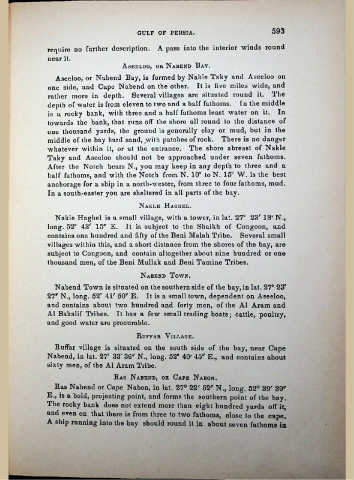 GULF OF PERSIA. 593
require no further description. A pass into the interior winds round
near it.
ASSELOO, OR NABEND BAY.
Asseloo, or Nabend Bay, is formed by Nakle Taky and Asseloo on
one side, and Cape Nabend on the other. It is five miles wide, and
rather more in depth. Several villages are situated round it. The
depth of water is from eleven to two and a half fathoms. In the middle
is a rocky bank, with three and a half fathoms least water on it. In
towards the bank, that runs off the shore all round to the distance of
one thousand yards, the ground is generally clay or mud, but in the
middle of the bay hard sand, with patches of rock. There is no danger
whatever within it, or at the entrance. The shore abreast of Nakle
Taky and Asseloo should not be approached under seven fathoms.
After the Notch bears N., you may keep in any depth to three and a
half fathoms, and with the Notch from N. 10° to N. 15° W. is the best
anchorage for a ship in a north-wester, from three to four fathoms, mud.
In a south-easter you are sheltered in all parts of the bay.
NAKLE HAGHEL.
Nakle Haghel is a small village, with a tower, in lat. 27° 23′ 18″ N.,
long. 52° 43′ 15″ E. It is subject to the Shaikh of Congoon, and
contains one hundred and fifty of the Beni Malah Tribe. Several small
villages within this, and a short distance from the shores of the bay, are
subject to Congoon, and contain altogether about nine hundred or one
thousand men, of the Beni Mullak and Beni Tamine Tribes.
NABEND TOWN.
Nabend Town is situated on the southern side of the bay, in lat. 27° 23′
27″ N., long. 52° 41′ 50″ E. It is a small town, dependent on Asseloo,
and contains about two hundred and forty men, of the Al Aram and
Al Bahalif Tribes. It has a few small trading boats; cattle, poultry,
and good water are procurable.
BUFFAR VILLAGE.
Buffar village is situated on the south side of the bay, near Cape
Nabend, in lat. 27° 23′ 36″ N., long. 52° 40′ 45″ E., and contains about
sixty men, of the Al Aram Tribe.
RAS NABEND, OR CAPE NABON.
Ras Nabend or Cape Nabon, in lat. 27° 22′ 52″ N., long. 52° 39′ 39″
E., is a bold, projecting point, and forms the southern point of the bay.
The rocky bank does not extend more than eight hundred yards off it,
and even on that there is from three to two fathoms, close to the cape.
A ship running into the bay should round it in about seven fathoms in